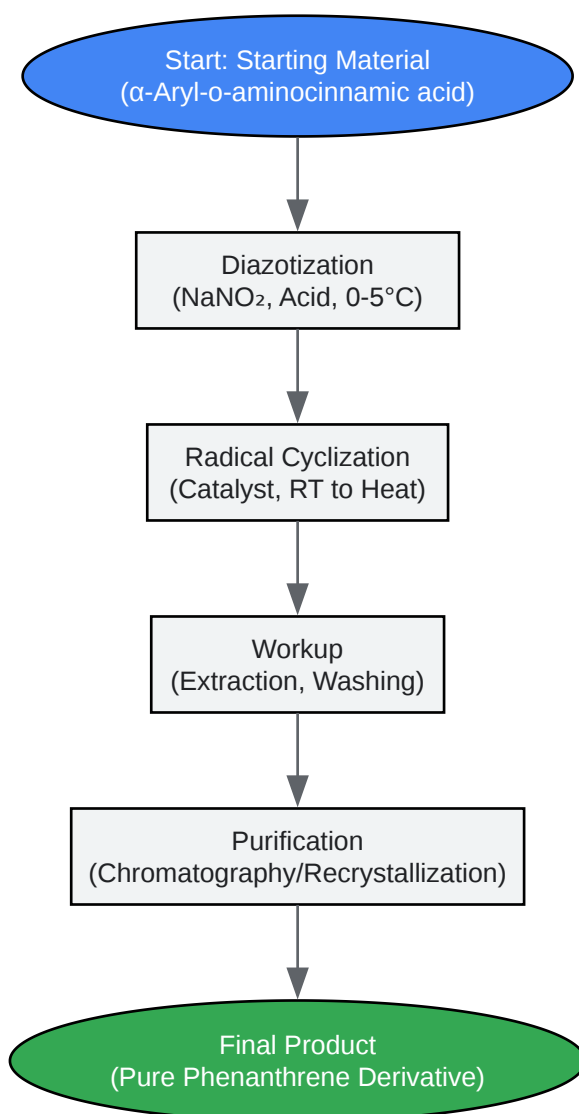 Start: Starting Material
(α-Aryl-o-aminocinnamic acid)
Diazotization
(NaNO₂, Acid, 0-5°C)
Radical Cyclization
(Catalyst, RT to Heat)
Workup
(Extraction, Washing)
Purification
(Chromatography/Recrystallization)
Final Product
(Pure Phenanthrene Derivative)